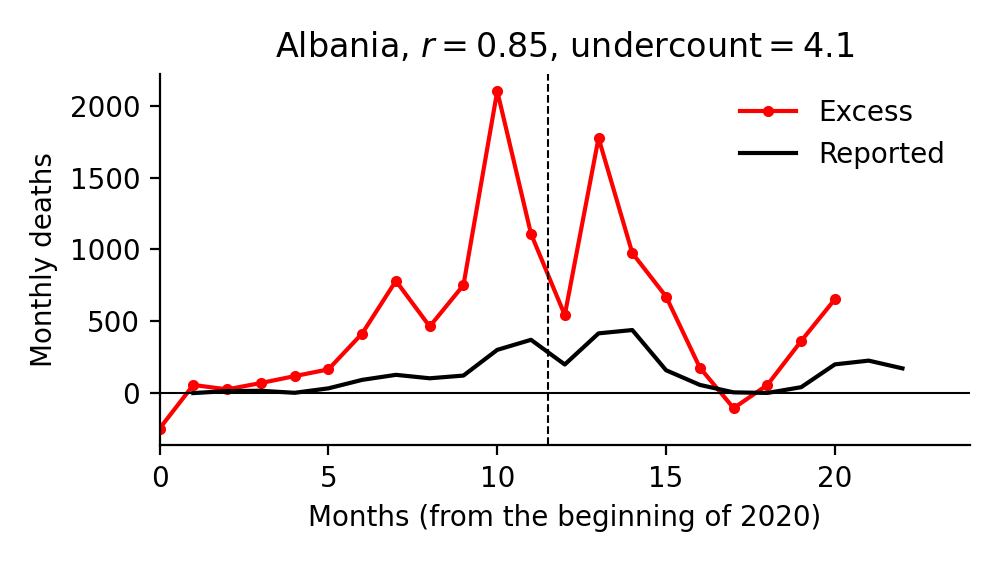 Albania, r = 0.85, undercount = 4.1
Excess
Reported
Monthly deaths
2000
1500
1000
500
0
0 5 10 15 20
Months (from the beginning of 2020)